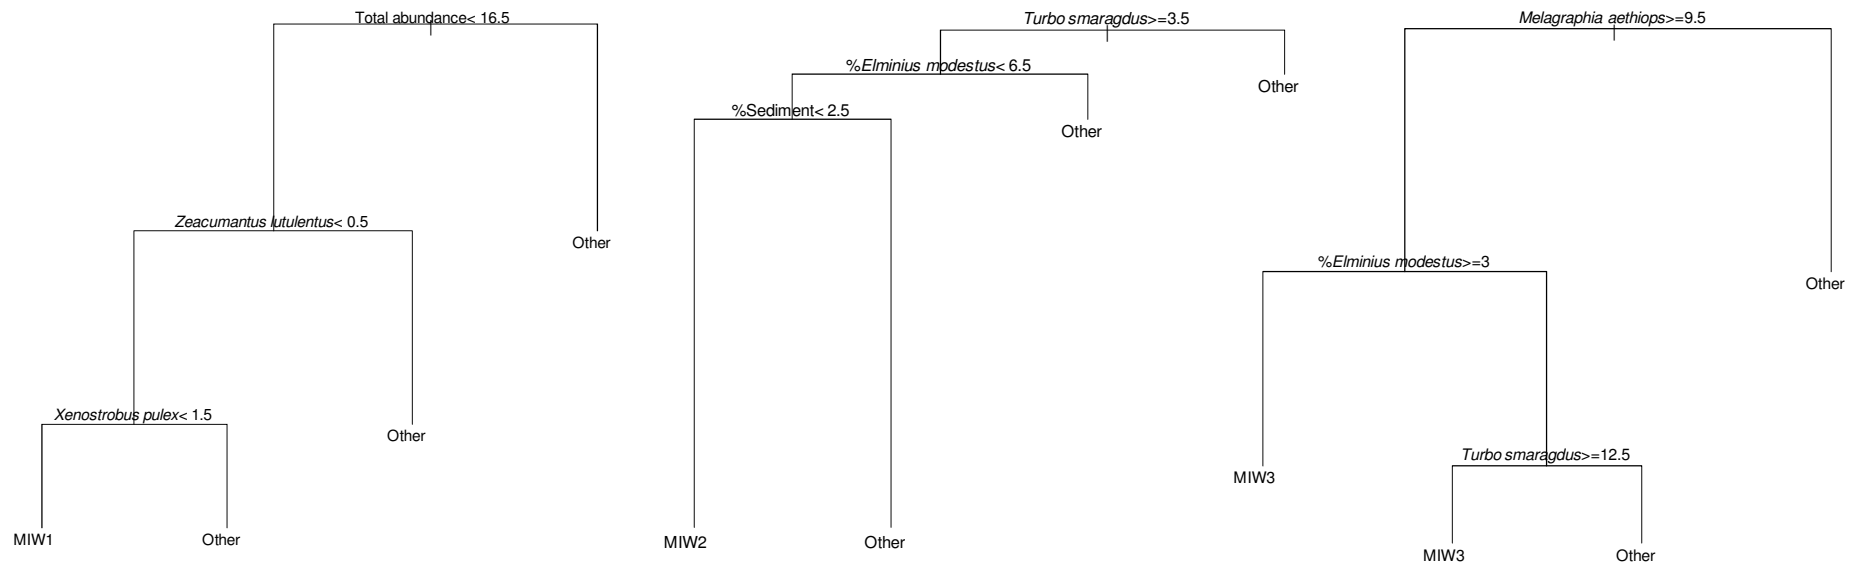 Total abundance< 16.5
Other
Zeacumantus lutulentus< 0.5
Other
Xenostrobus pulex< 1.5
MIW1
Other
Turbo smaragdus>=3.5
Other
%Elminius modestus< 6.5
Other
%Sediment< 2.5
MIW2
Other
Melagraphia aethiops>=9.5
Other
%Elminius modestus>=3
MIW3
Turbo smaragdus>=12.5
MIW3
Other